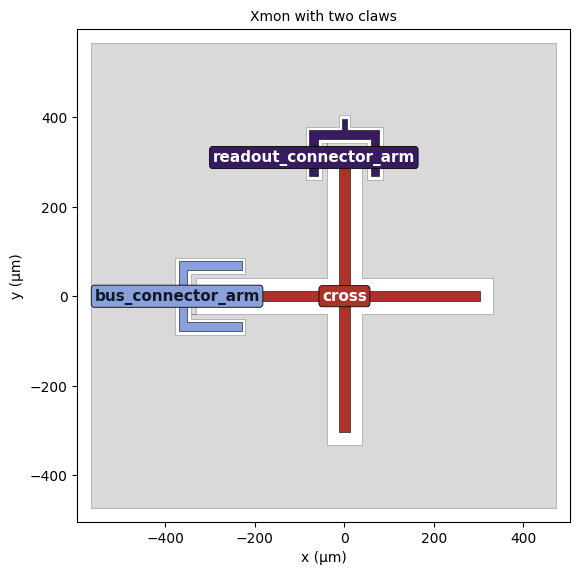 Xmon with two claws
y (μm)
400
200
0
−200
−400
readout_connector_arm
bus_connector_arm
cross
−400
−200
0
200
400
x (μm)